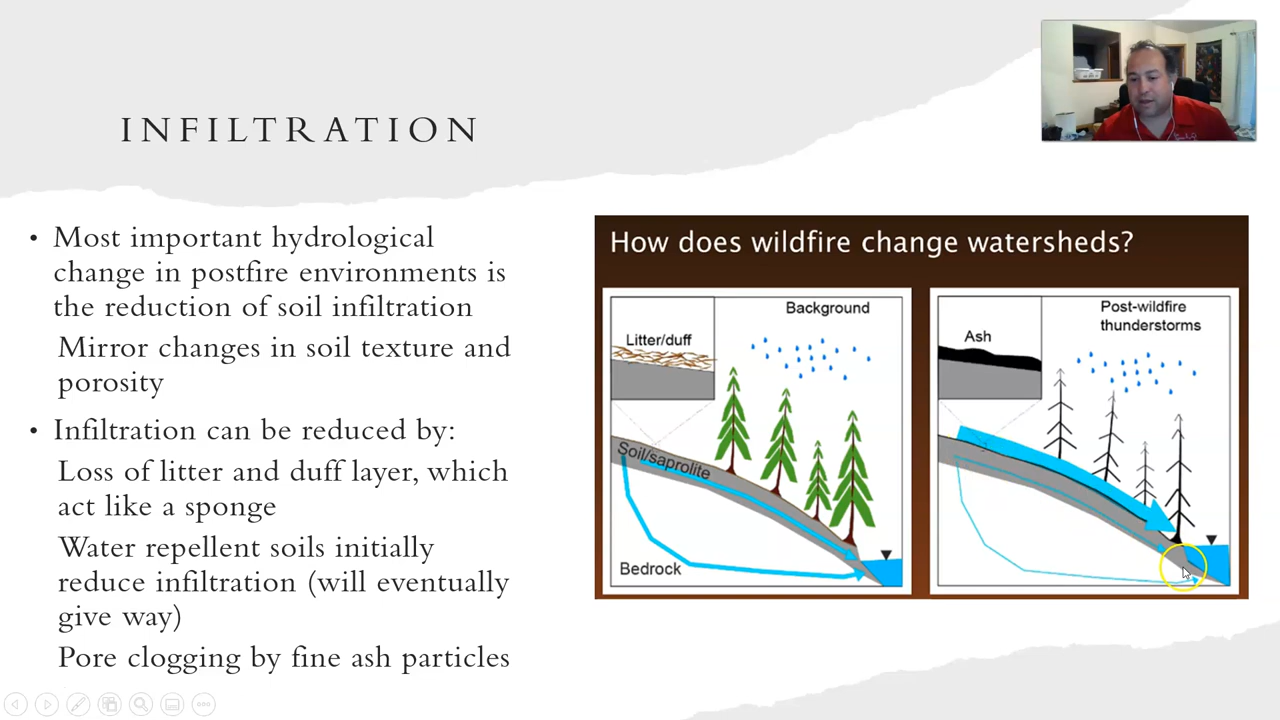 INFILTRATION
• Most important hydrological
change in postfire environments is
the reduction of soil infiltration
Mirror changes in soil texture and
porosity
• Infiltration can be reduced by:
Loss of litter and duff layer, which
act like a sponge
Water repellent soils initially
reduce infiltration (will eventually
give way)
Pore clogging by fine ash particles
How does wildfire change watersheds?
Background
Litter/duff
Soil/saprolite
Bedrock
Post-wildfire
thunderstorms
Ash